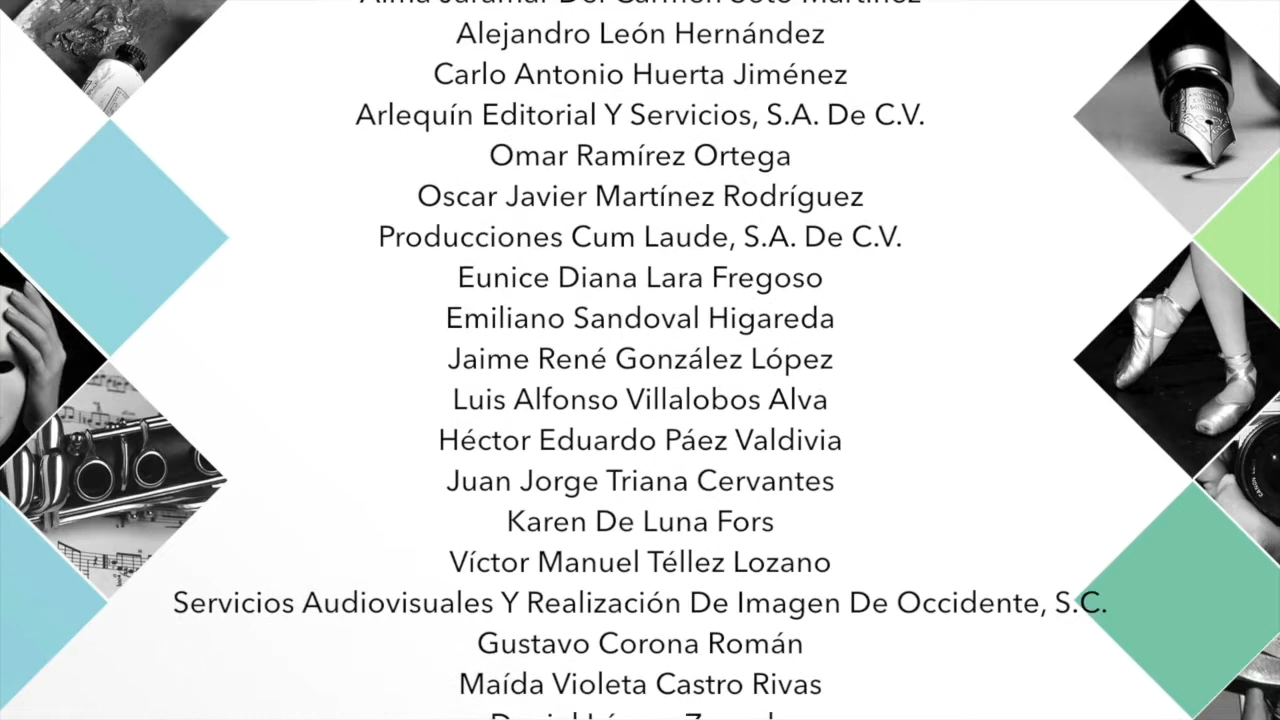 Alejandro León Hernández
Carlo Antonio Huerta Jiménez
Arlequín Editorial Y Servicios, S.A. De C.V.
Omar Ramírez Ortega
Oscar Javier Martínez Rodríguez
Producciones Cum Laude, S.A. De C.V.
Eunice Diana Lara Fregoso
Emiliano Sandoval Higareda
Jaime René González López
Luis Alfonso Villalobos Alva
Héctor Eduardo Páez Valdivia
Juan Jorge Triana Cervantes
Karen De Luna Fors
Víctor Manuel Téllez Lozano
Servicios Audiovisuales Y Realización De Imagen De Occidente, S.C.
Gustavo Corona Román
Maída Violeta Castro Rivas